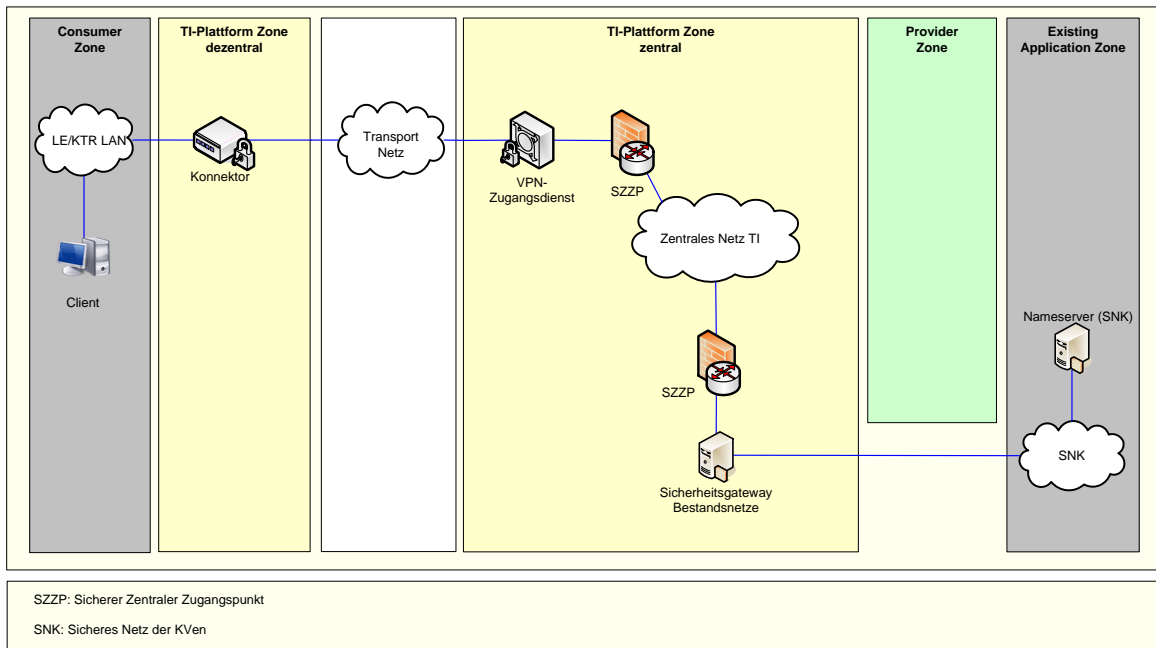 Consumer
Zone
TI-Plattform Zone
dezentral
TI-Plattform Zone
zentral
Provider
Zone
Existing
Application Zone
LE/KTR LAN
Konnektor
Transport
Netz
VPN-
Zugangsdienst
SZZP
Zentrales Netz TI
Client
Nameserver (SNK)
SZZP
SNK
Sicherheitsgateway
Bestandsnetze
SZZP: Sicherer Zentraler Zugangspunkt
SNK: Sicheres Netz der KVen